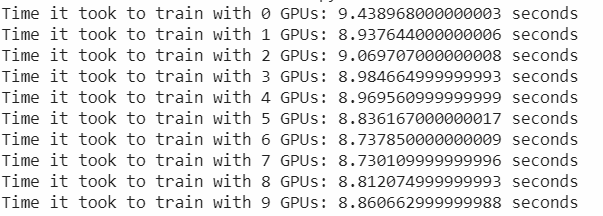 Time it took to train with 0 GPUs: 9.438968000000003 seconds
Time it took to train with 1 GPUs: 8.937644000000006 seconds
Time it took to train with 2 GPUs: 9.069707000000008 seconds
Time it took to train with 3 GPUs: 8.984664999999993 seconds
Time it took to train with 4 GPUs: 8.969560999999999 seconds
Time it took to train with 5 GPUs: 8.836167000000017 seconds
Time it took to train with 6 GPUs: 8.737850000000009 seconds
Time it took to train with 7 GPUs: 8.730109999999996 seconds
Time it took to train with 8 GPUs: 8.812074999999993 seconds
Time it took to train with 9 GPUs: 8.860662999999988 seconds